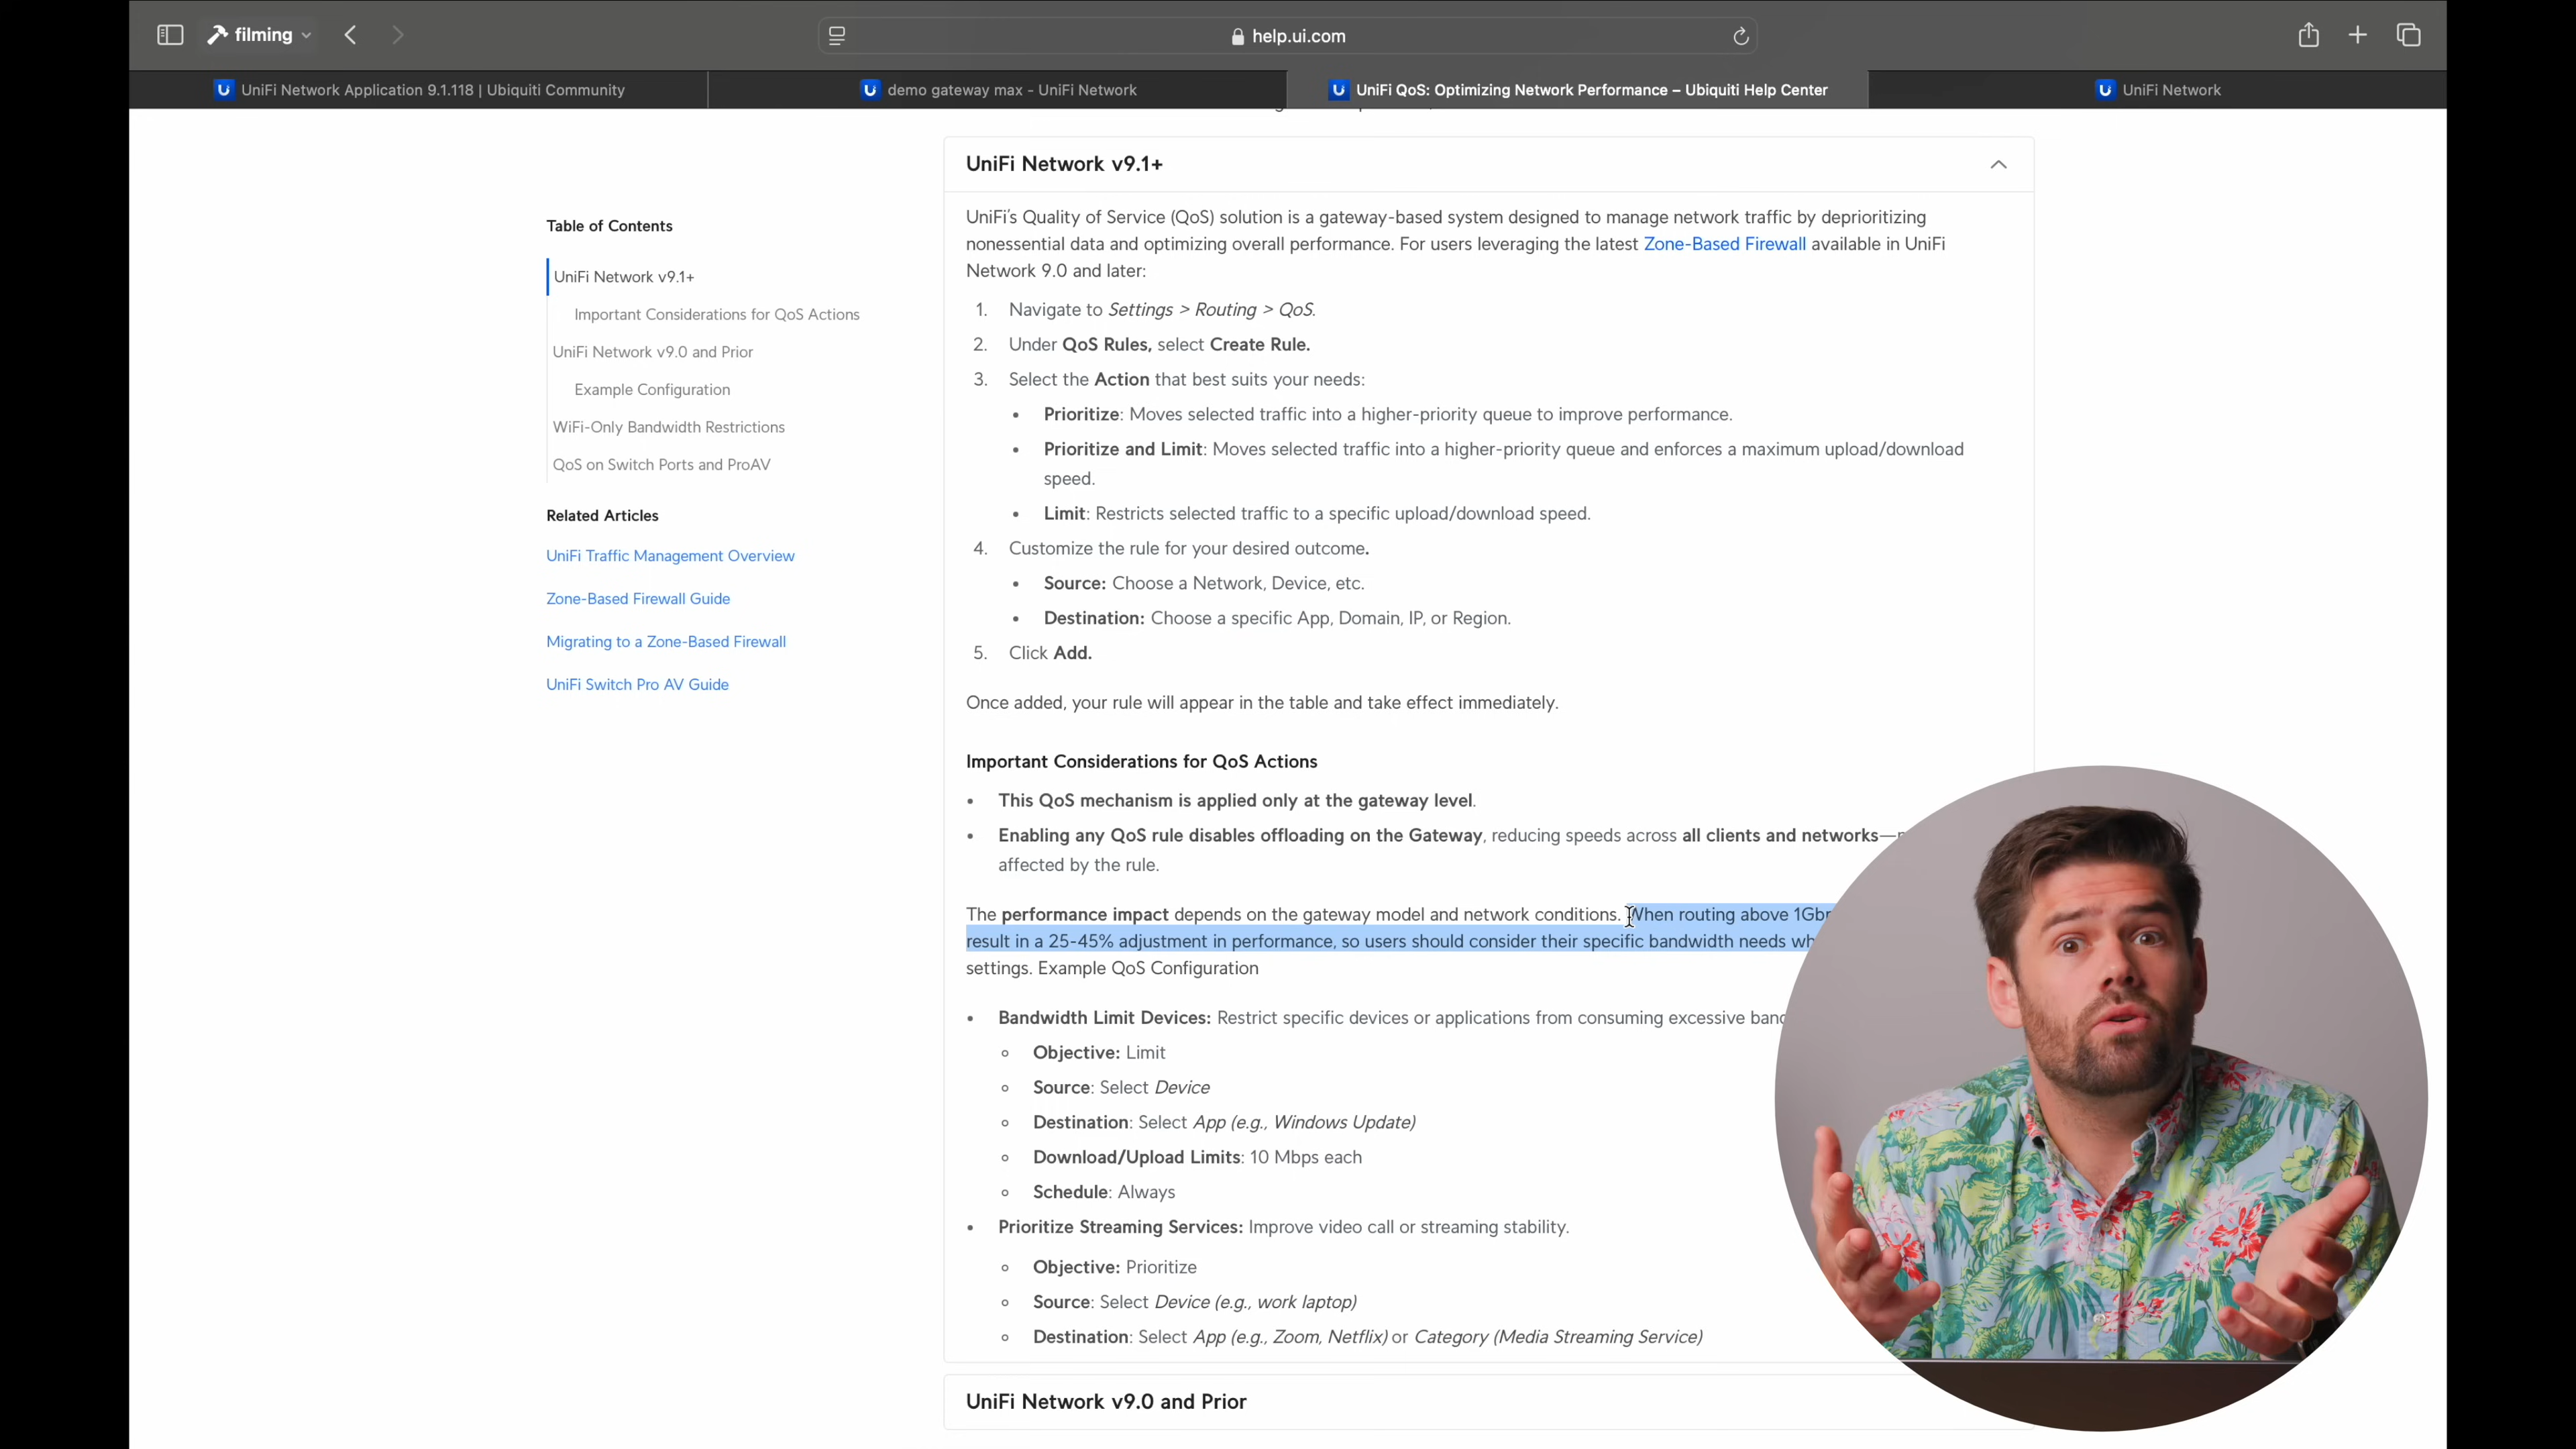 filming
help.ui.com
UniFi Network Application 9.1.118 | Ubiquiti Community
demo gateway max - UniFi Network
UniFi QoS: Optimizing Network Performance – Ubiquiti Help Center
UniFi Network
Table of Contents
UniFi Network v9.1+
Important Considerations for QoS Actions
UniFi Network v9.0 and Prior
Example Configuration
WiFi-Only Bandwidth Restrictions
QoS on Switch Ports and ProAV
Related Articles
UniFi Traffic Management Overview
Zone-Based Firewall Guide
Migrating to a Zone-Based Firewall
UniFi Switch Pro AV Guide
UniFi Network v9.1+
UniFi's Quality of Service (QoS) solution is a gateway-based system designed to manage network traffic by deprioritizing
nonessential data and optimizing overall performance. For users leveraging the latest Zone-Based Firewall available in UniFi
Network 9.0 and later:
1. Navigate to Settings > Routing > QoS.
2. Under QoS Rules, select Create Rule.
3. Select the Action that best suits your needs:
• Prioritize: Moves selected traffic into a higher-priority queue to improve performance.
• Prioritize and Limit: Moves selected traffic into a higher-priority queue and enforces a maximum upload/download
speed.
• Limit: Restricts selected traffic to a specific upload/download speed.
4. Customize the rule for your desired outcome.
• Source: Choose a Network, Device, etc.
• Destination: Choose a specific App, Domain, IP, or Region.
5. Click Add.
Once added, your rule will appear in the table and take effect immediately.
Important Considerations for QoS Actions
• This QoS mechanism is applied only at the gateway level.
• Enabling any QoS rule disables offloading on the Gateway, reducing speeds across all clients and networks—
affected by the rule.
The performance impact depends on the gateway model and network conditions. When routing above
result in a 25-45% adjustment in performance, so users should consider their specific bandwidth needs
settings. Example QoS Configuration
• Bandwidth Limit Devices: Restrict specific devices or applications from consuming excessive
○ Objective: Limit
○ Source: Select Device
○ Destination: Select App (e.g., Windows Update)
○ Download/Upload Limits: 10 Mbps each
○ Schedule: Always
• Prioritize Streaming Services: Improve video call or streaming stability.
○ Objective: Prioritize
○ Source: Select Device (e.g., work laptop)
○ Destination: Select App (e.g., Zoom, Netflix) or Category (Media Streaming Service)
UniFi Network v9.0 and Prior